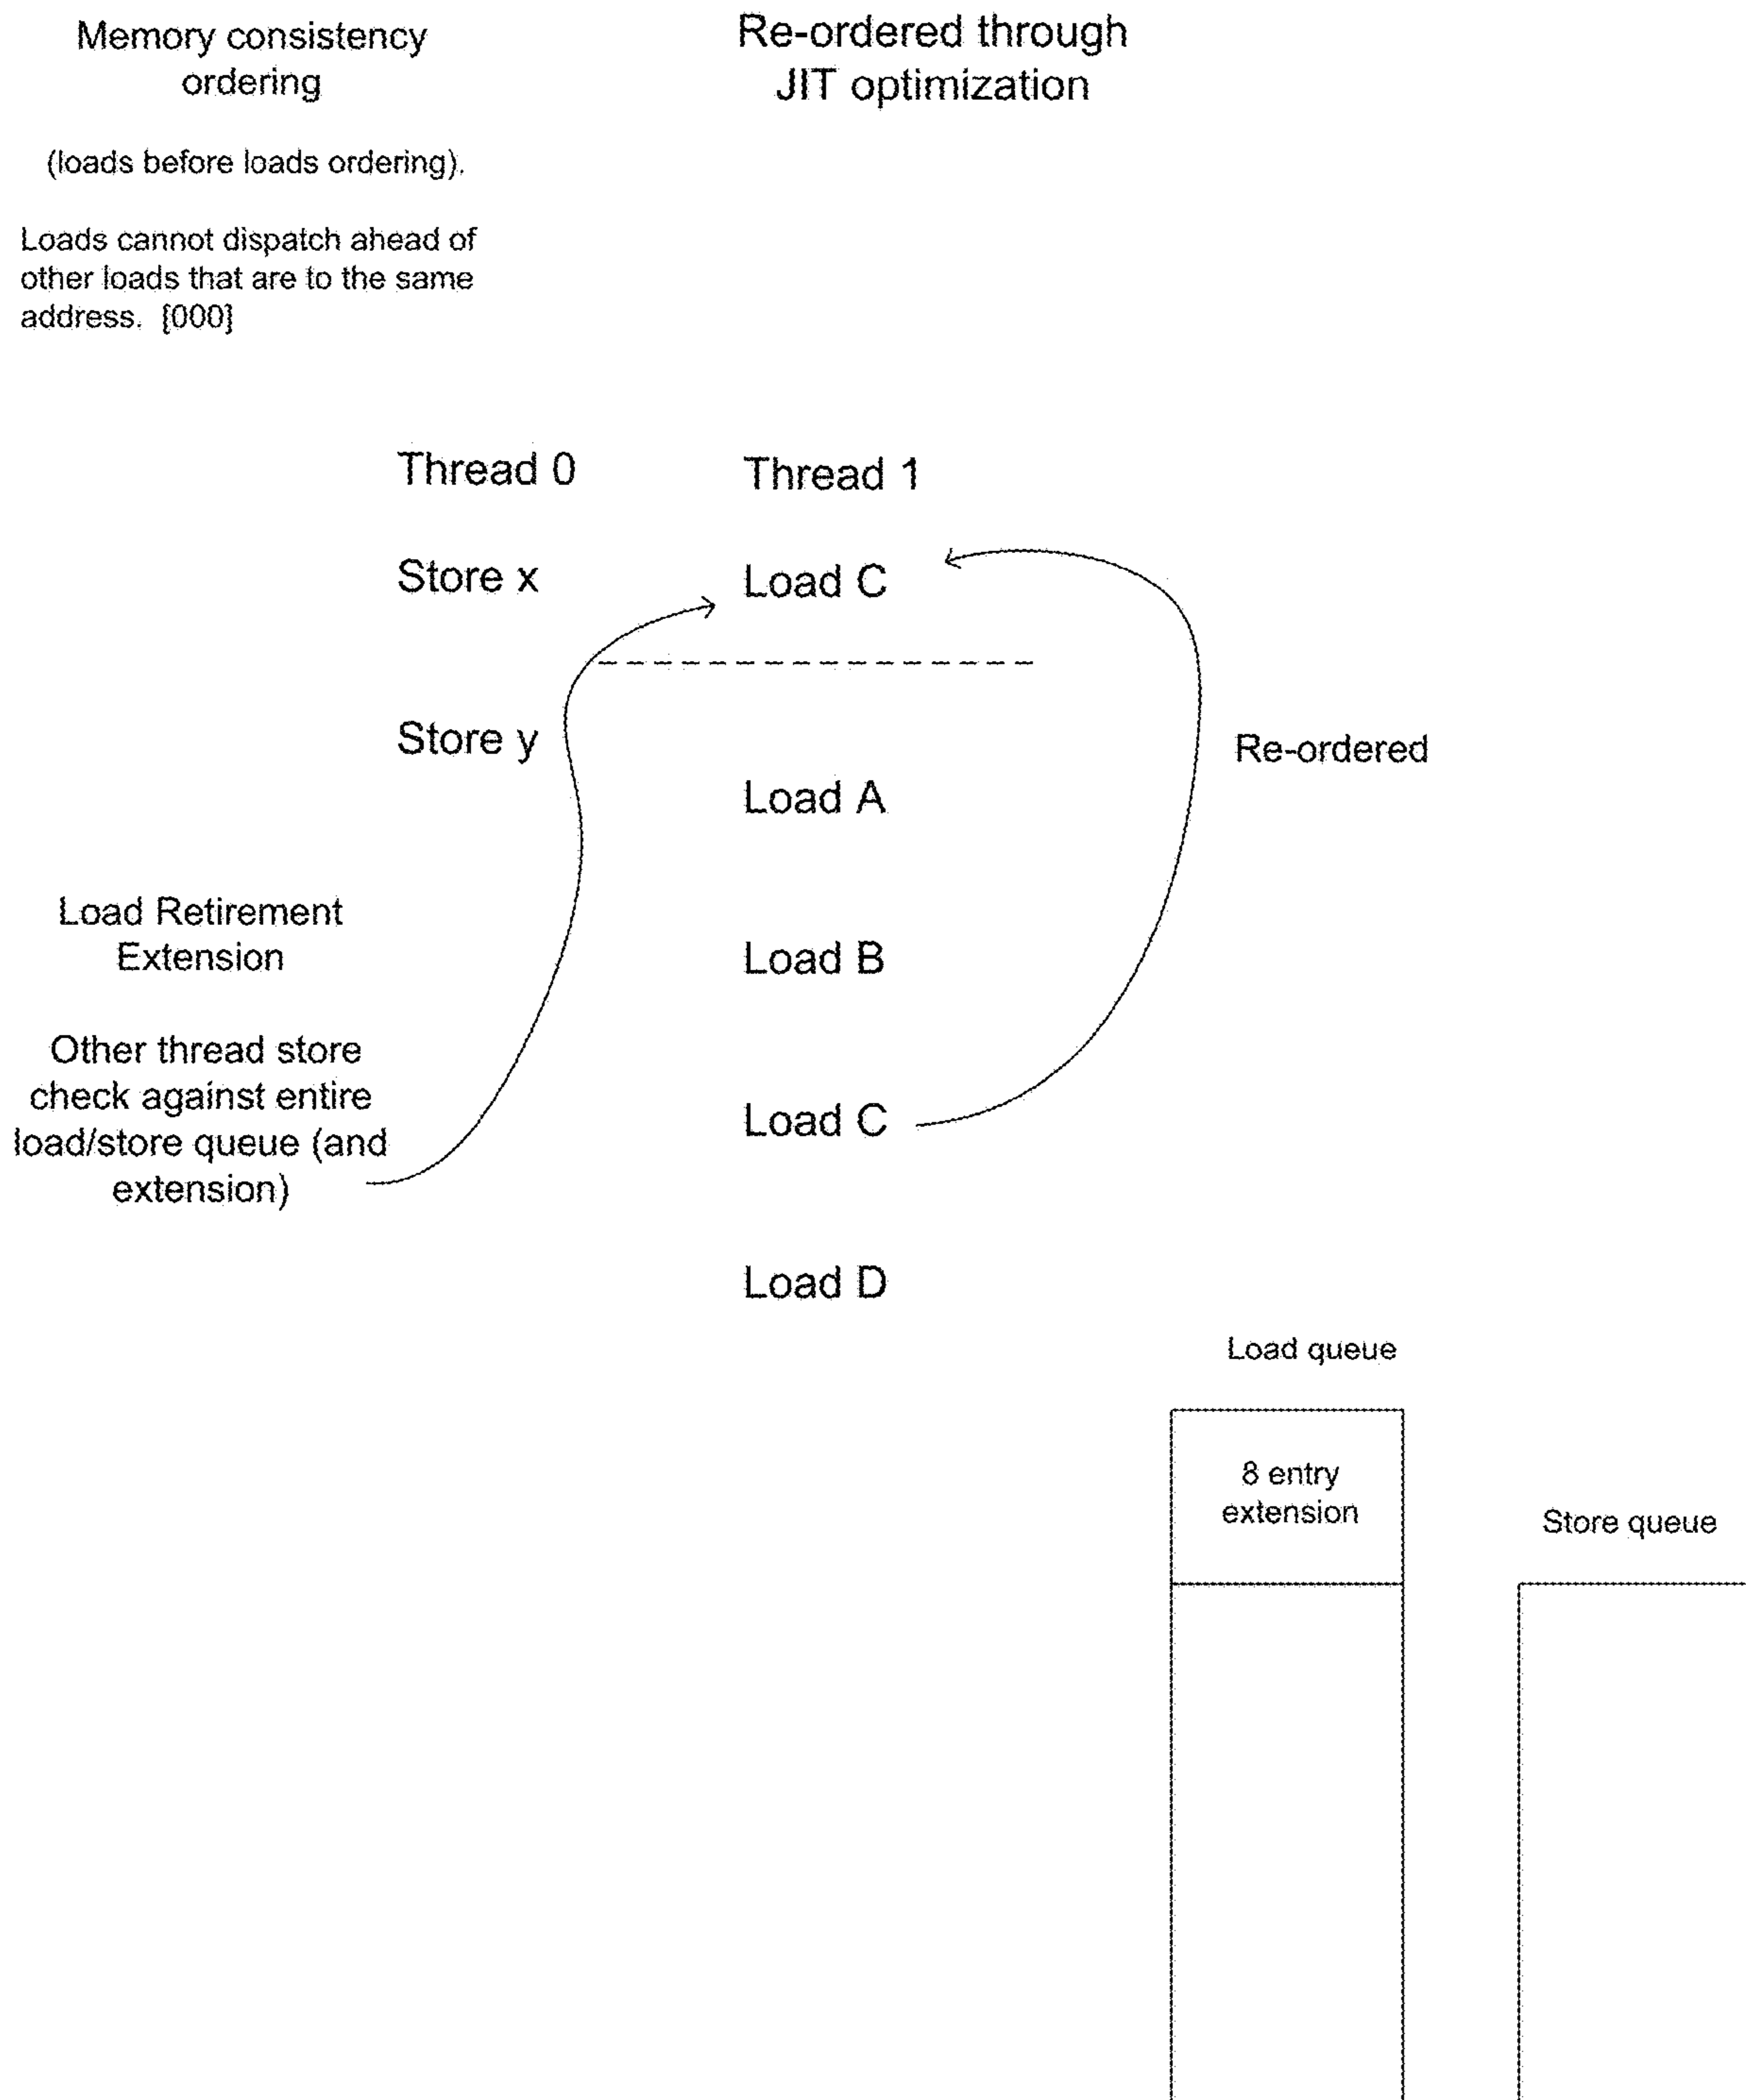 Memory consistency
ordering
Re-ordered through
JIT optimization
(loads before loads ordering).
Loads cannot dispatch ahead of
other loads that are to the same
address.  [000]
Thread 0
Thread 1
Store x
Load C
Store y
Re-ordered
Load A
Load Retirement
Extension
Load B
Other thread store
check against entire
load/store queue (and
extension)
Load C
Load D
Load queue
8 entry
extension
Store queue